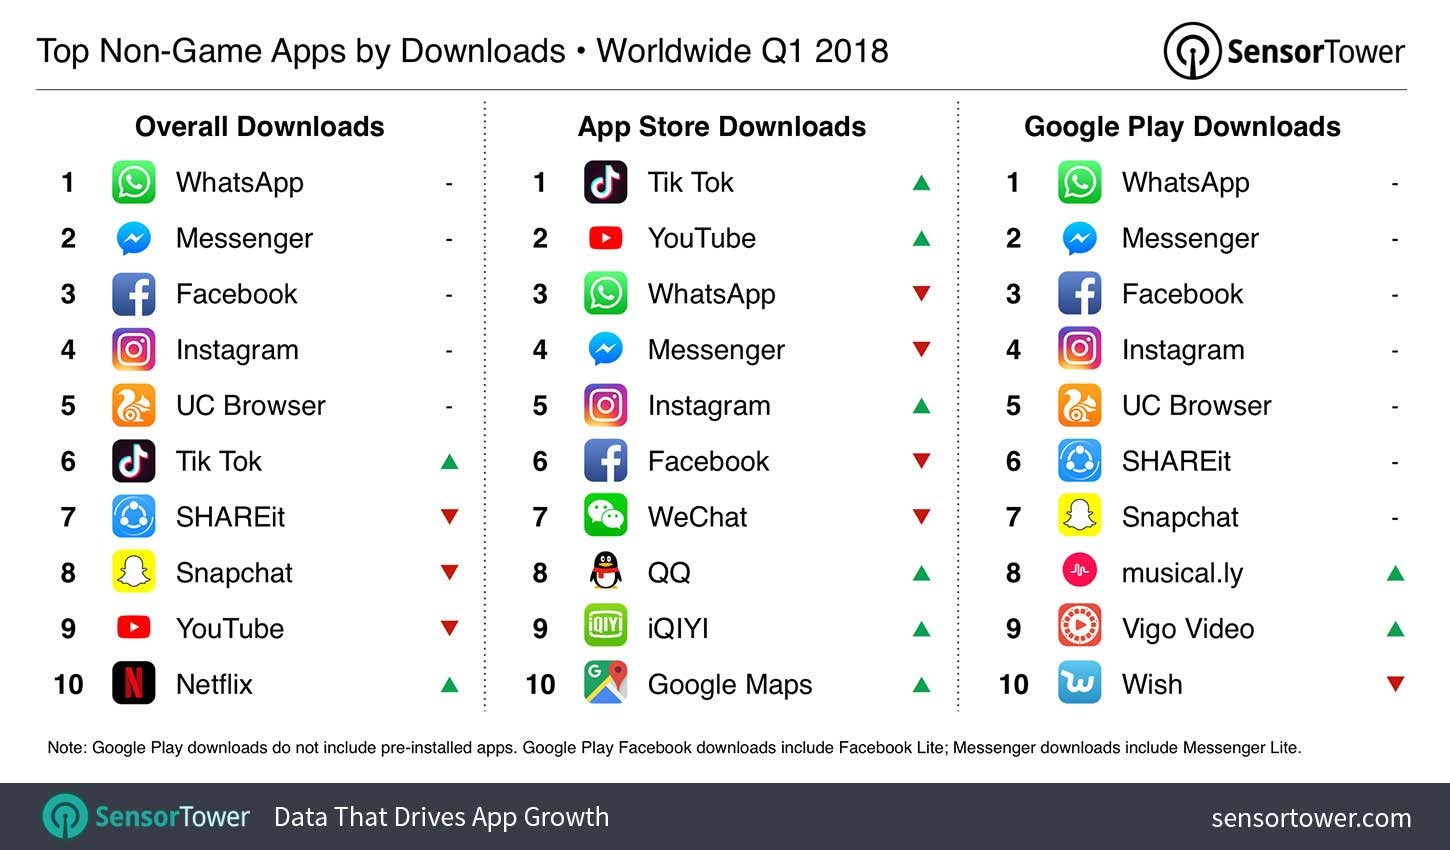 Top Non-Game Apps by Downloads • Worldwide Q1 2018
SensorTower
Overall Downloads
1 WhatsApp -
2 Messenger -
3 Facebook -
4 Instagram -
5 UC Browser -
6 Tik Tok ▲
7 SHAREit ▼
8 Snapchat ▼
9 YouTube ▼
10 Netflix ▲
App Store Downloads
1 Tik Tok ▲
2 YouTube ▲
3 WhatsApp ▼
4 Messenger ▼
5 Instagram ▲
6 Facebook ▼
7 WeChat ▼
8 QQ ▲
9 iQIYI ▲
10 Google Maps ▲
Google Play Downloads
1 WhatsApp -
2 Messenger -
3 Facebook -
4 Instagram -
5 UC Browser -
6 SHAREit -
7 Snapchat -
8 musical.ly ▲
9 Vigo Video ▲
10 Wish ▼
Note: Google Play downloads do not include pre-installed apps. Google Play Facebook downloads include Facebook Lite; Messenger downloads include Messenger Lite.
SensorTower Data That Drives App Growth
sensortower.com